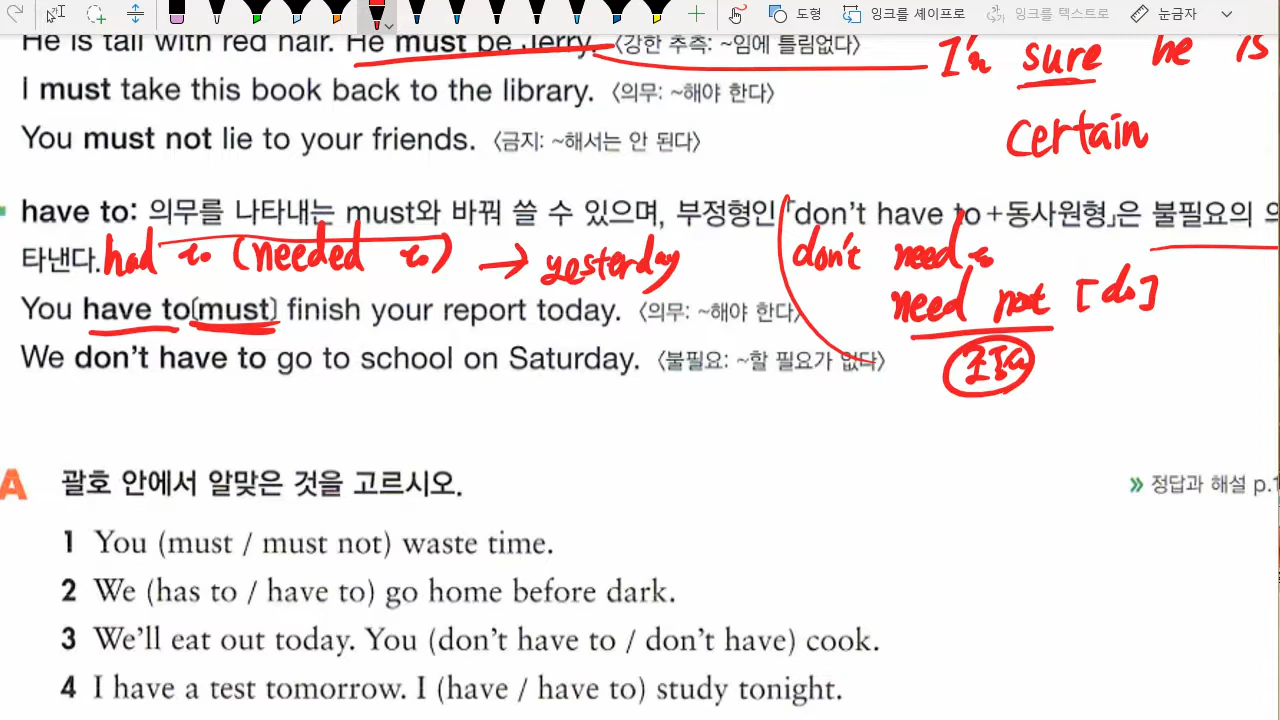 도형 잉크를 셰이프로 잉크를 텍스트로 눈금자
He is tall with red hair. He must be Jerry. 〈강한 추측: ~임에 틀림없다〉 I'm sure he is
certain
I must take this book back to the library. 〈의무: ~해야 한다〉
You must not lie to your friends. 〈금지: ~해서는 안 된다〉
have to: 의무를 나타내는 must와 바꿔 쓸 수 있으며, 부정형인 「don't have to+동사원형」은 불필요의 의
타낸다. had to (needed to) → yesterday don't need to
need not [do]
조동사
You have to[must] finish your report today. 〈의무: ~해야 한다〉
We don't have to go to school on Saturday. 〈불필요: ~할 필요가 없다〉
A 괄호 안에서 알맞은 것을 고르시오.
» 정답과 해설 p.1
1 You (must / must not) waste time.
2 We (has to / have to) go home before dark.
3 We'll eat out today. You (don't have to / don't have) cook.
4 I have a test tomorrow. I (have / have to) study tonight.